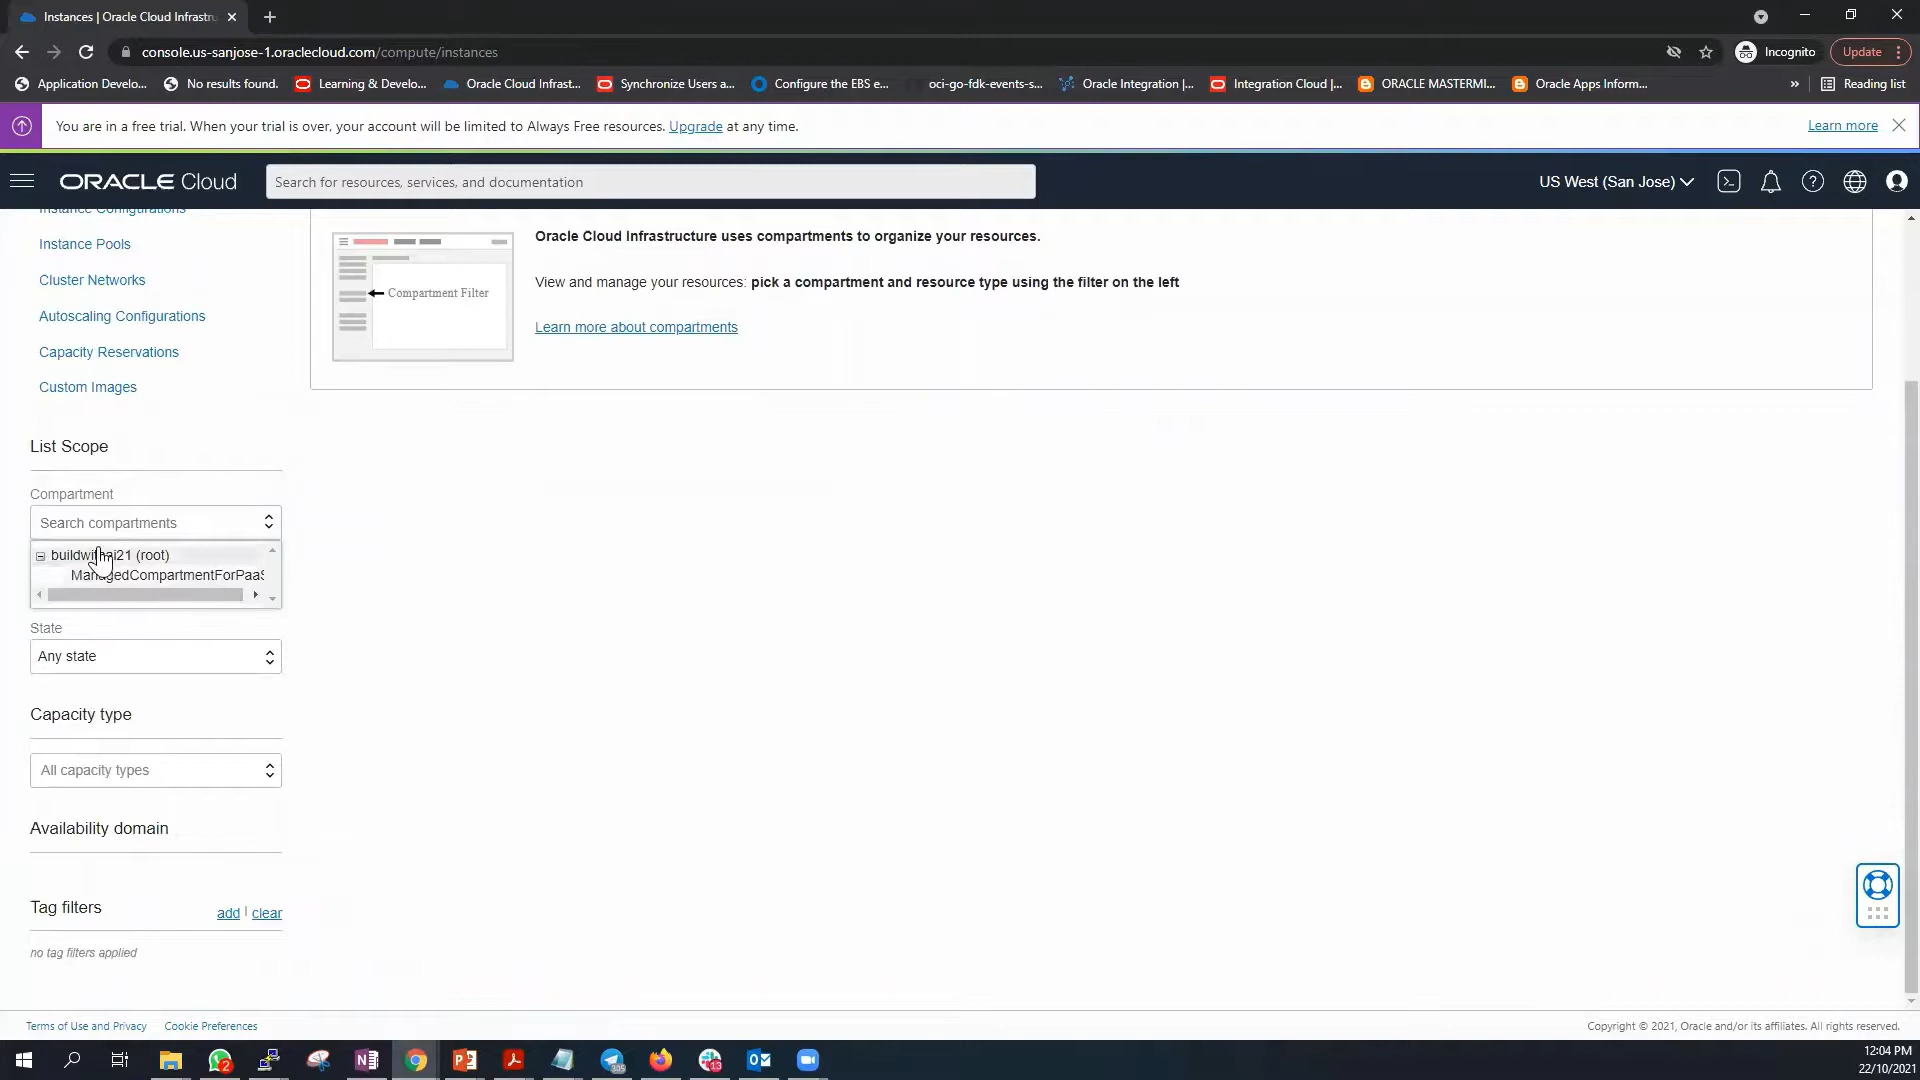 Instances | Oracle Cloud Infrastru
console.us-sanjose-1.oraclecloud.com/compute/instances
Incognito
Update
Application Develo...
No results found.
Learning & Develo...
Oracle Cloud Infrast...
Synchronize Users a...
Configure the EBS e...
oci-go-fdk-events-s...
Oracle Integration |...
Integration Cloud |...
ORACLE MASTERMI...
Oracle Apps Inform...
»
Reading list
You are in a free trial. When your trial is over, your account will be limited to Always Free resources. Upgrade at any time.
Learn more
ORACLE Cloud
Search for resources, services, and documentation
US West (San Jose)
Instance Configurations
Instance Pools
Cluster Networks
Autoscaling Configurations
Capacity Reservations
Custom Images
Compartment Filter
Oracle Cloud Infrastructure uses compartments to organize your resources.
View and manage your resources: pick a compartment and resource type using the filter on the left
Learn more about compartments
List Scope
Compartment
Search compartments
(root)
State
Any state
Capacity type
All capacity types
Availability domain
Tag filters
add | clear
no tag filters applied
Terms of Use and Privacy
Cookie Preferences
Copyright © 2021, Oracle and/or its affiliates. All rights reserved.
2
305
13
12:04 PM
22/10/2021